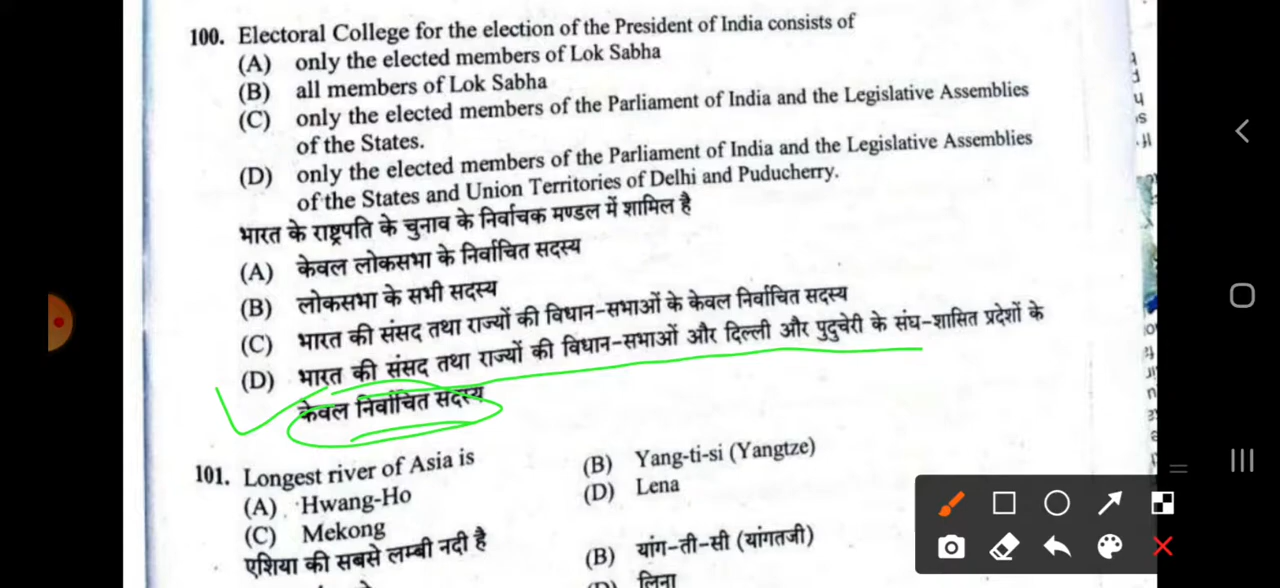 100. Electoral College for the election of the President of India consists of
(A) only the elected members of Lok Sabha
(B) all members of Lok Sabha
(C) only the elected members of the Parliament of India and the Legislative Assemblies
of the States.
(D) only the elected members of the Parliament of India and the Legislative Assemblies
of the States and Union Territories of Delhi and Puducherry.
भारत के राष्ट्रपति के चुनाव के निर्वाचक मण्डल में शामिल है
(A) केवल लोकसभा के निर्वाचित सदस्य
(B) लोकसभा के सभी सदस्य
(C) भारत की संसद तथा राज्यों की विधान-सभाओं के केवल निर्वाचित सदस्य
(D) भारत की संसद तथा राज्यों की विधान-सभाओं और दिल्ली और पुदुचेरी के संघ-शासित प्रदेशों के
केवल निर्वाचित सदस्य
101. Longest river of Asia is
(A) Hwang-Ho (B) Yang-ti-si (Yangtze)
(C) Mekong (D) Lena
एशिया की सबसे लम्बी नदी है
(B) यांग-ती-सी (यांगतजी)
लिना